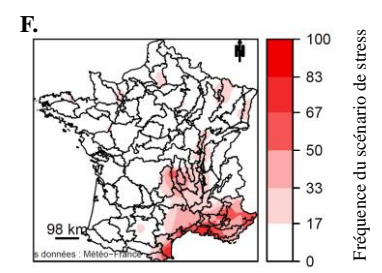 F.
N
100
83
67
50
33
17
0
Fréquence du scénario de stress
98 km
s données : Météo-France